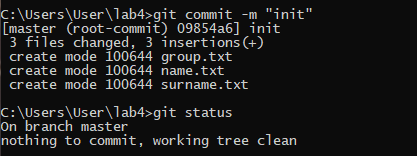 C:\Users\User\lab4>git commit -m "init"
[master (root-commit) 09854a6] init
 3 files changed, 3 insertions(+)
 create mode 100644 group.txt
 create mode 100644 name.txt
 create mode 100644 surname.txt
C:\Users\User\lab4>git status
On branch master
nothing to commit, working tree clean